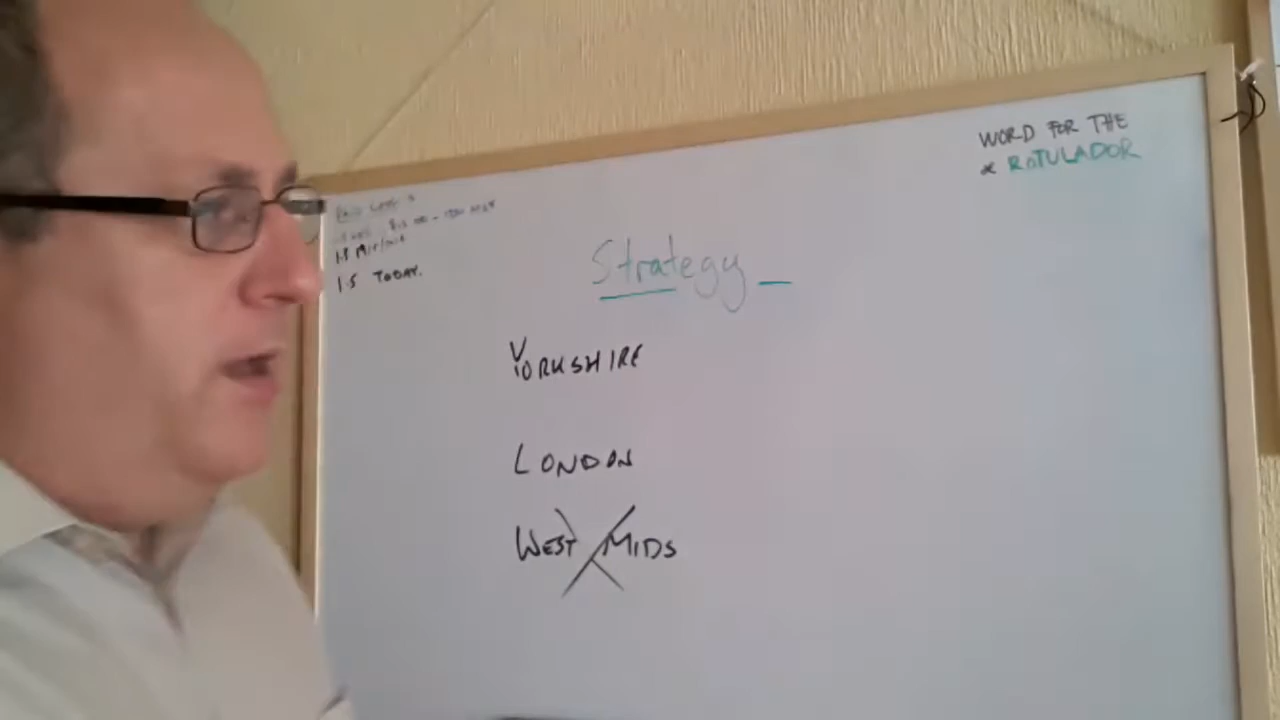 WORD FOR THE
ROTULADOR
1.5 TODAY.
Strategy
YORKSHIRE
LONDON
WEST MIDS